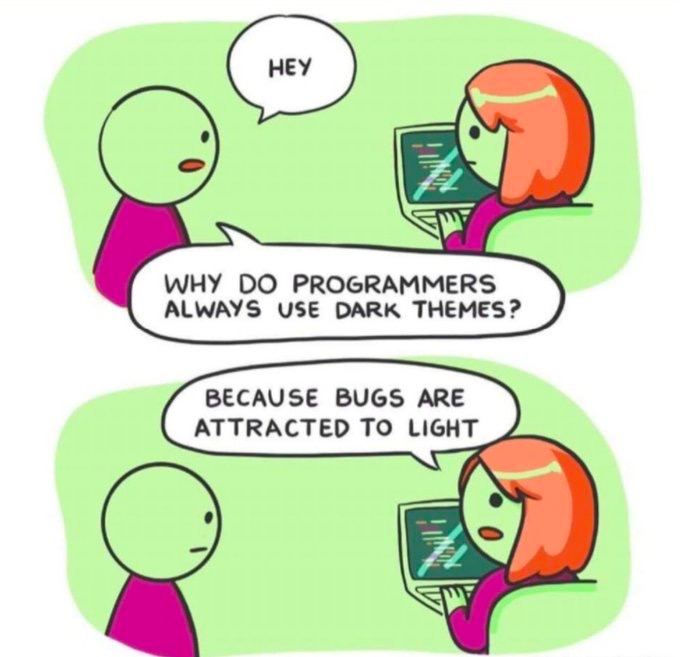 HEY
WHY DO PROGRAMMERS
ALWAYS USE DARK THEMES?
BECAUSE BUGS ARE
ATTRACTED TO LIGHT